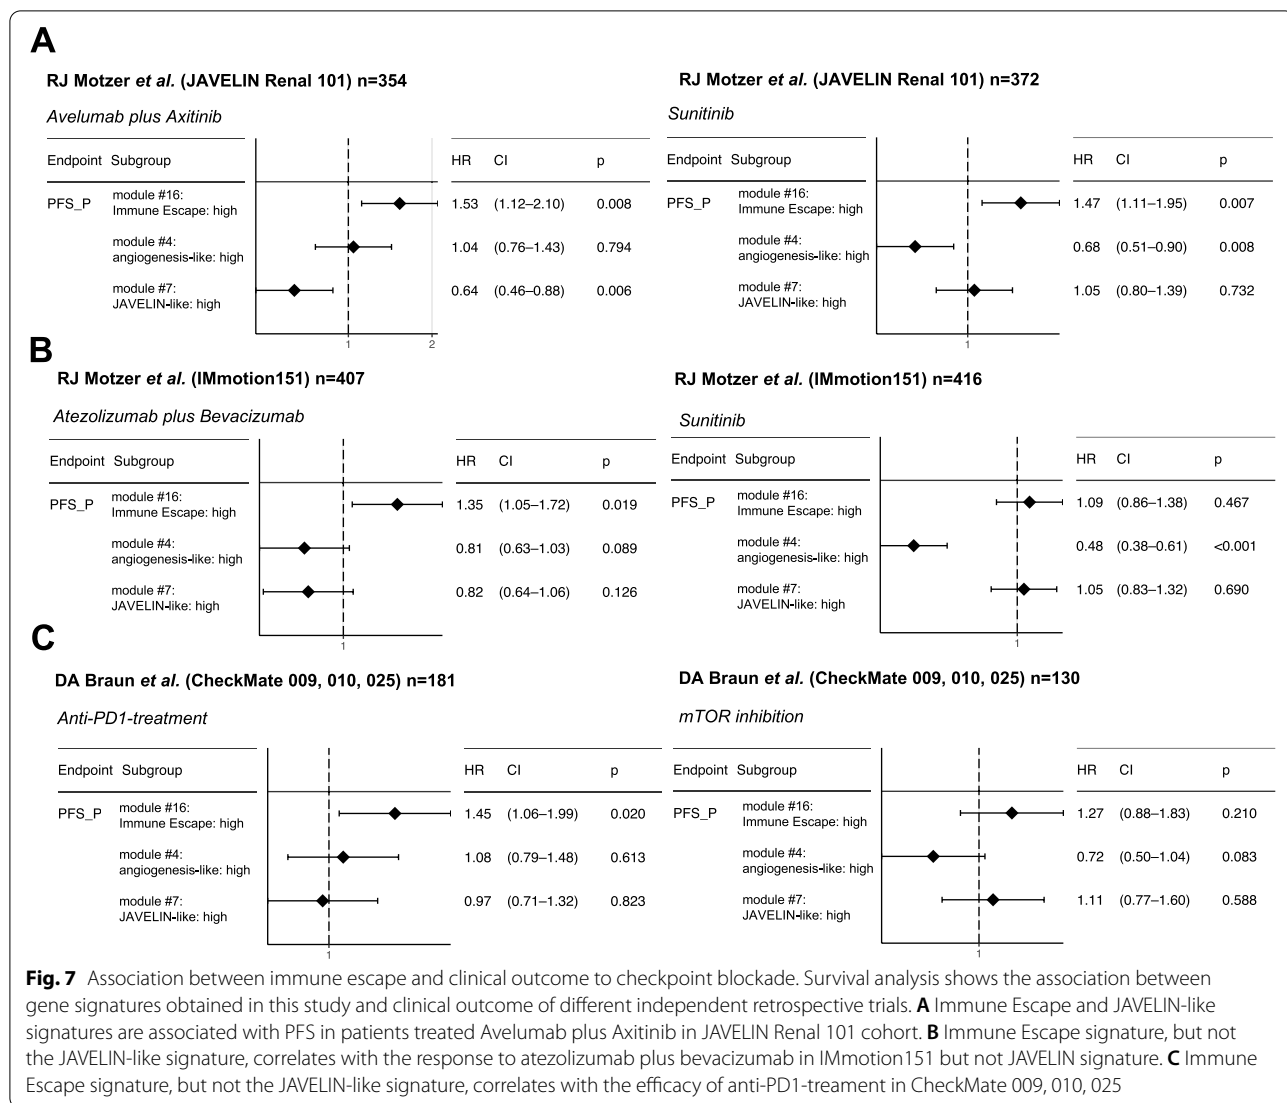 A
RJ Motzer et al. (JAVELIN Renal 101) n=354
Avelumab plus Axitinib
Endpoint Subgroup HR CI p
PFS_P module #16: Immune Escape: high 1.53 (1.12–2.10) 0.008
module #4: angiogenesis-like: high 1.04 (0.76–1.43) 0.794
module #7: JAVELIN-like: high 0.64 (0.46–0.88) 0.006
1 2
RJ Motzer et al. (JAVELIN Renal 101) n=372
Sunitinib
Endpoint Subgroup HR CI p
PFS_P module #16: Immune Escape: high 1.47 (1.11–1.95) 0.007
module #4: angiogenesis-like: high 0.68 (0.51–0.90) 0.008
module #7: JAVELIN-like: high 1.05 (0.80–1.39) 0.732
1
B
RJ Motzer et al. (IMmotion151) n=407
Atezolizumab plus Bevacizumab
Endpoint Subgroup HR CI p
PFS_P module #16: Immune Escape: high 1.35 (1.05–1.72) 0.019
module #4: angiogenesis-like: high 0.81 (0.63–1.03) 0.089
module #7: JAVELIN-like: high 0.82 (0.64–1.06) 0.126
1
RJ Motzer et al. (IMmotion151) n=416
Sunitinib
Endpoint Subgroup HR CI p
PFS_P module #16: Immune Escape: high 1.09 (0.86–1.38) 0.467
module #4: angiogenesis-like: high 0.48 (0.38–0.61) <0.001
module #7: JAVELIN-like: high 1.05 (0.83–1.32) 0.690
1
C
DA Braun et al. (CheckMate 009, 010, 025) n=181
Anti-PD1-treatment
Endpoint Subgroup HR CI p
PFS_P module #16: Immune Escape: high 1.45 (1.06–1.99) 0.020
module #4: angiogenesis-like: high 1.08 (0.79–1.48) 0.613
module #7: JAVELIN-like: high 0.97 (0.71–1.32) 0.823
1
DA Braun et al. (CheckMate 009, 010, 025) n=130
mTOR inhibition
Endpoint Subgroup HR CI p
PFS_P module #16: Immune Escape: high 1.27 (0.88–1.83) 0.210
module #4: angiogenesis-like: high 0.72 (0.50–1.04) 0.083
module #7: JAVELIN-like: high 1.11 (0.77–1.60) 0.588
1
Fig. 7 Association between immune escape and clinical outcome to checkpoint blockade. Survival analysis shows the association between
gene signatures obtained in this study and clinical outcome of different independent retrospective trials. A Immune Escape and JAVELIN-like
signatures are associated with PFS in patients treated Avelumab plus Axitinib in JAVELIN Renal 101 cohort. B Immune Escape signature, but not
the JAVELIN-like signature, correlates with the response to atezolizumab plus bevacizumab in IMmotion151 but not JAVELIN signature. C Immune
Escape signature, but not the JAVELIN-like signature, correlates with the efficacy of anti-PD1-treament in CheckMate 009, 010, 025